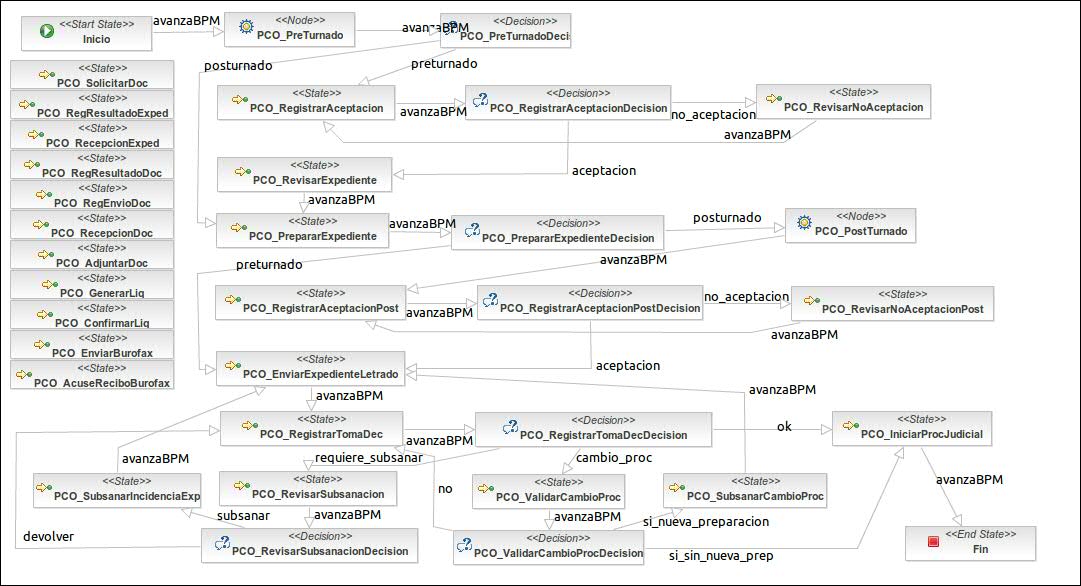 <<Start State>>
Inicio
avanzaBPM
<<Node>>
PCO_PreTurnado
avanzaBPM
<<Decision>>
PCO_PreTurnadoDeci
posturnado
preturnado
<<State>>
PCO_SolicitarDoc
<<State>>
PCO_RegResultadoExped
<<State>>
PCO_RecepcionExped
<<State>>
PCO_RegResultadoDoc
<<State>>
PCO_RegEnvioDoc
<<State>>
PCO_RecepcionDoc
<<State>>
PCO_AdjuntarDoc
<<State>>
PCO_GenerarLiq
<<State>>
PCO_ConfirmarLiq
<<State>>
PCO_EnviarBurofax
<<State>>
PCO_AcuseReciboBurofax
<<State>>
PCO_RegistrarAceptacion
avanzaBPM
<<Decision>>
PCO_RegistrarAceptacionDecision
no_aceptacion
<<State>>
PCO_RevisarNoAceptacion
avanzaBPM
aceptacion
<<State>>
PCO_RevisarExpediente
avanzaBPM
<<State>>
PCO_PrepararExpediente
avanzaBPM
<<Decision>>
PCO_PrepararExpedienteDecision
posturnado
<<Node>>
PCO_PostTurnado
preturnado
avanzaBPM
<<State>>
PCO_RegistrarAceptacionPost
avanzaBPM
<<Decision>>
PCO_RegistrarAceptacionPostDecision
no_aceptacion
<<State>>
PCO_RevisarNoAceptacionPost
avanzaBPM
aceptacion
<<State>>
PCO_EnviarExpedienteLetrado
avanzaBPM
avanzaBPM
<<State>>
PCO_RegistrarTomaDec
avanzaBPM
<<Decision>>
PCO_RegistrarTomaDecDecision
ok
<<State>>
PCO_IniciarProcJudicial
avanzaBPM
requiere_subsanar
cambio_proc
avanzaBPM
<<State>>
PCO_SubsanarIncidenciaExp
<<State>>
PCO_RevisarSubsanacion
no
<<State>>
PCO_ValidarCambioProc
<<State>>
PCO_SubsanarCambioProc
subsanar
avanzaBPM
avanzaBPM
si_nueva_preparacion
devolver
<<Decision>>
PCO_RevisarSubsanacionDecision
<<Decision>>
PCO_ValidarCambioProcDecision
si_sin_nueva_prep
<<End State>>
Fin